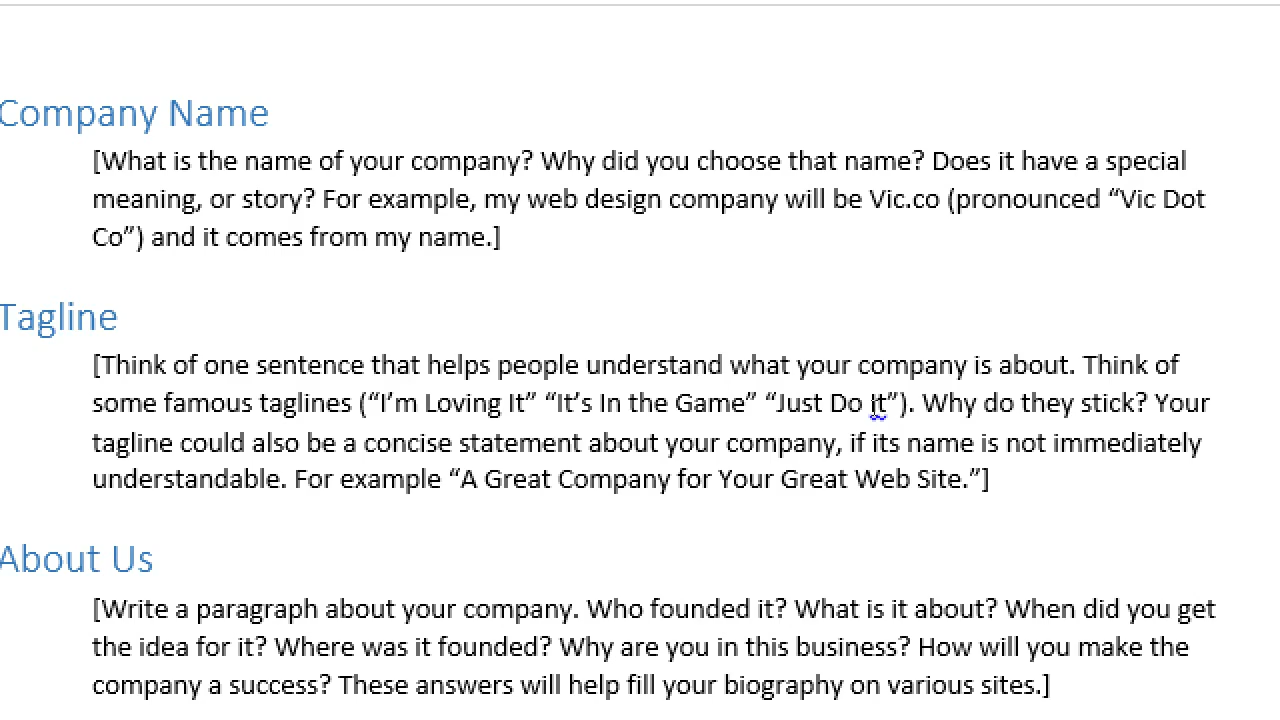 Company Name
[What is the name of your company? Why did you choose that name? Does it have a special
meaning, or story? For example, my web design company will be Vic.co (pronounced “Vic Dot
Co”) and it comes from my name.]
Tagline
[Think of one sentence that helps people understand what your company is about. Think of
some famous taglines (“I’m Loving It” “It’s In the Game” “Just Do It”). Why do they stick? Your
tagline could also be a concise statement about your company, if its name is not immediately
understandable. For example “A Great Company for Your Great Web Site.”]
About Us
[Write a paragraph about your company. Who founded it? What is it about? When did you get
the idea for it? Where was it founded? Why are you in this business? How will you make the
company a success? These answers will help fill your biography on various sites.]